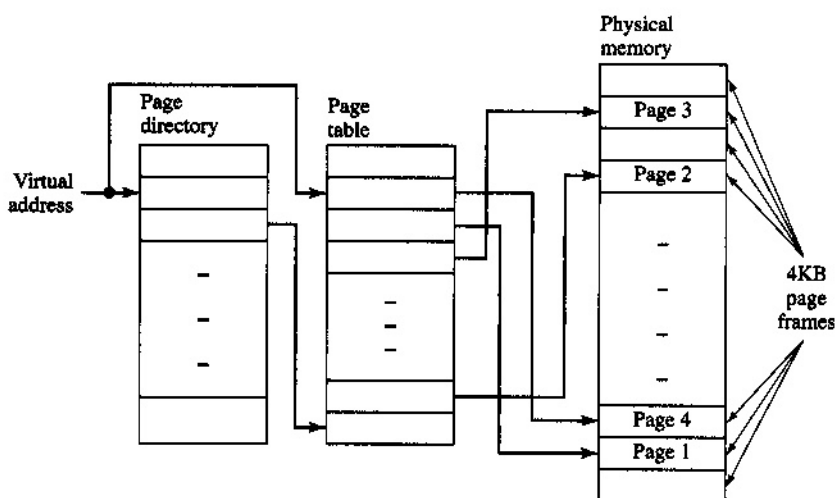 Physical
memory
Page
directory
Page
table
Page 3
Virtual
address
Page 2
4KB
page
frames
Page 4
Page 1